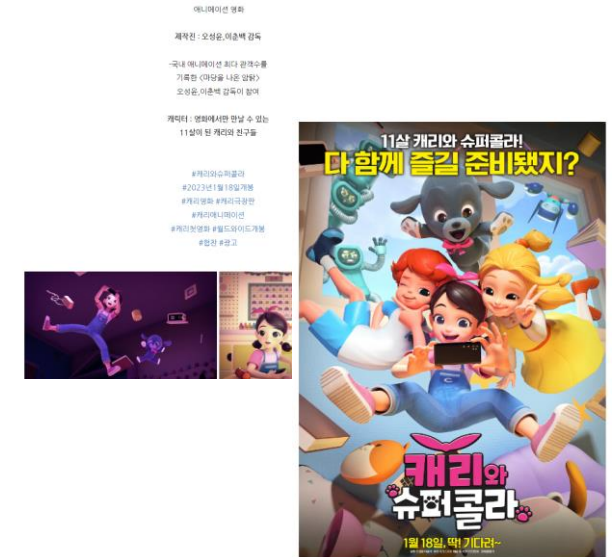 애니메이션 영화
제작진 : 오성윤,이춘백 감독
-국내 애니메이션 최다 관객수를
기록한 <마당을 나온 암탉>
오성윤,이춘백 감독이 참여
캐릭터 : 영화에서만 만날 수 있는
11살이 된 캐리와 친구들
#캐리와슈퍼콜라
#2023년1월18일개봉
#캐리영화 #캐리극장판
#캐리애니메이션
#캐리첫영화 #월드와이드개봉
#협찬 #광고
11살 캐리와 슈퍼콜라!
다 함께 즐길 준비됐지?
캐리와
슈퍼콜라
1월 18일, 딱! 기다려~